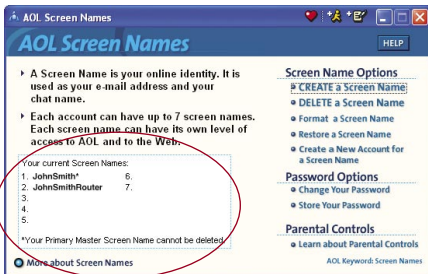 AOL Screen Names
AOL Screen Names
HELP
A Screen Name is your online identity. It is
used as your e-mail address and your
chat name.
Each account can have up to 7 screen names.
Each screen name can have its own level of
access to AOL and to the Web.
Your current Screen Names:
1. JohnSmith* 6.
2. JohnSmithRouter 7.
3.
4.
5.
*Your Primary Master Screen Name cannot be deleted
More about Screen Names
Screen Name Options
CREATE a Screen Name
DELETE a Screen Name
Format a Screen Name
Restore a Screen Name
Create a New Account for
a Screen Name
Password Options
Change Your Password
Store Your Password
Parental Controls
Learn about Parental Controls
AOL Keyword: Screen Names